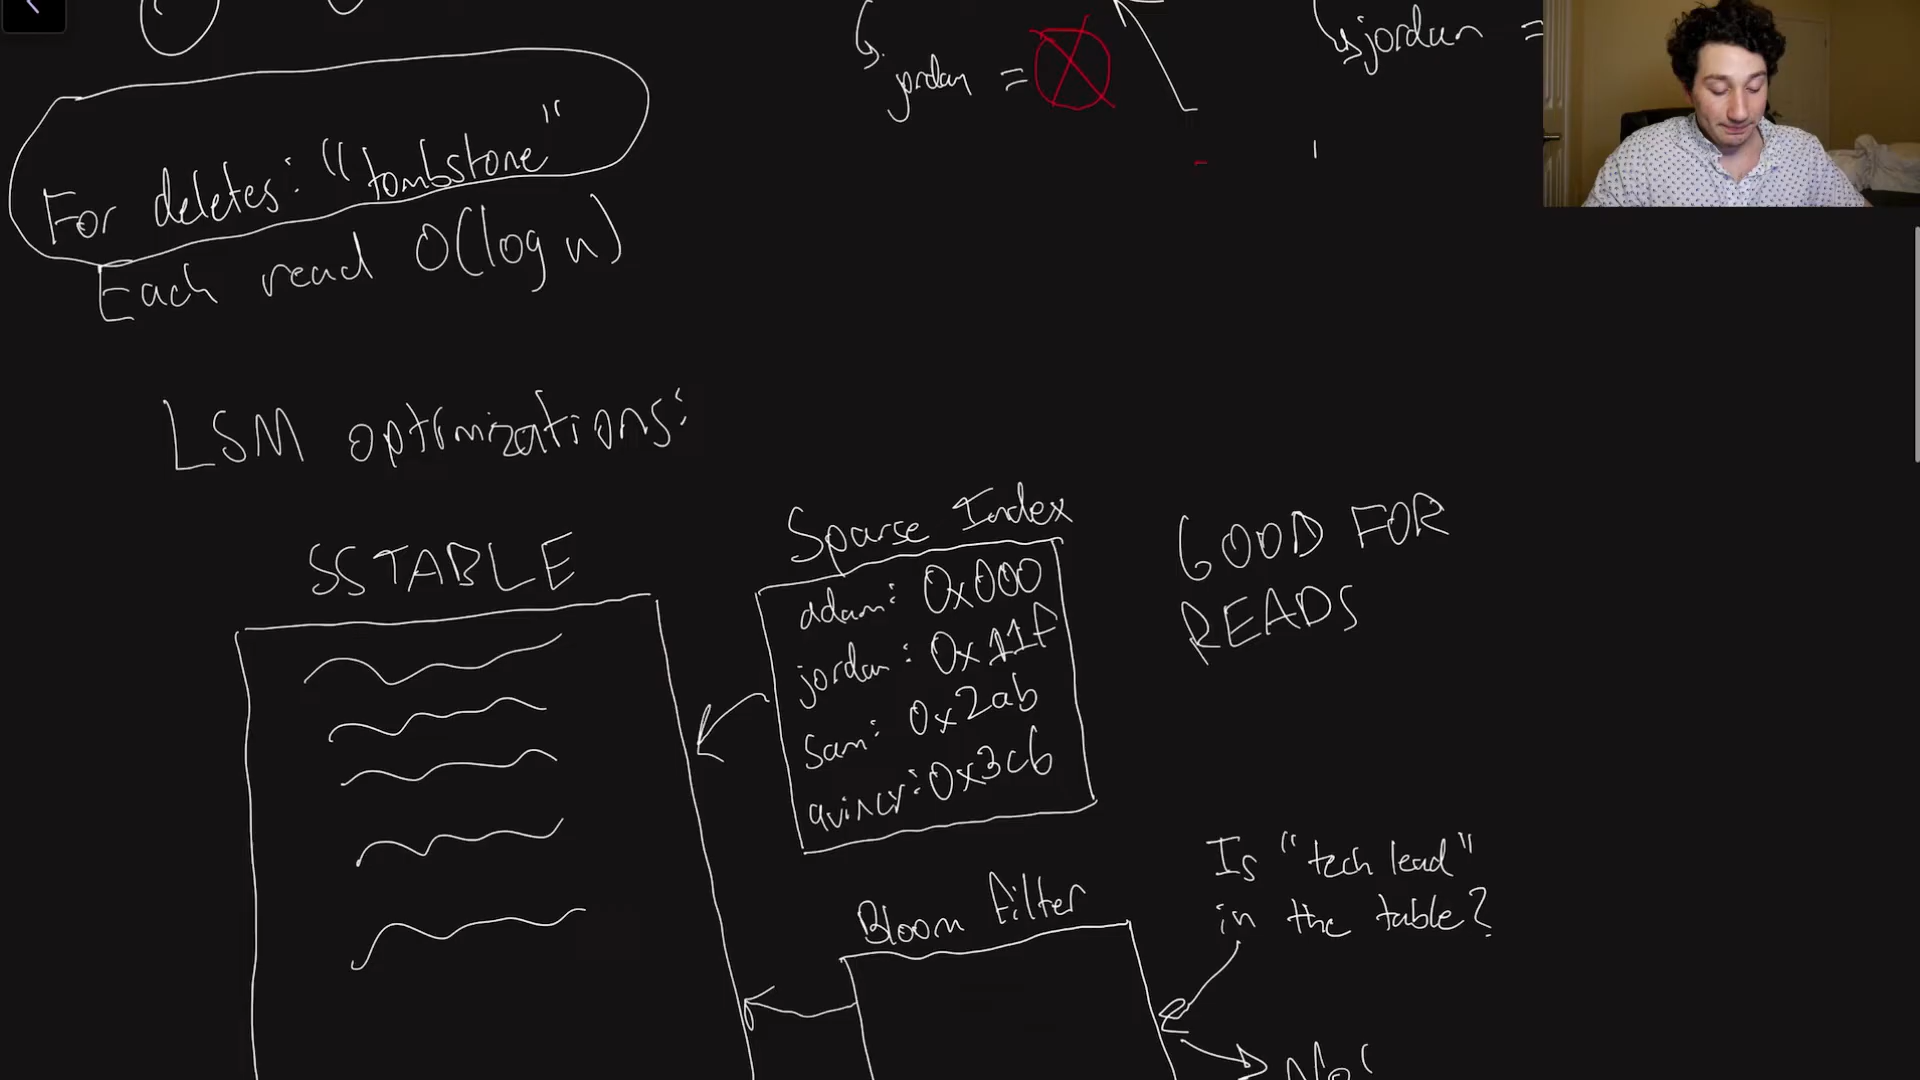 jordan =
jordan =
For deletes: "tombstone"
Each read O(log n)
LSM optimizations:
SSTABLE
Sparse Index
adam: 0x000
jordan: 0x11f
sam: 0x2ab
quincy: 0x3c6
GOOD FOR
READS
Bloom filter
Is "tech lead"
in the table?